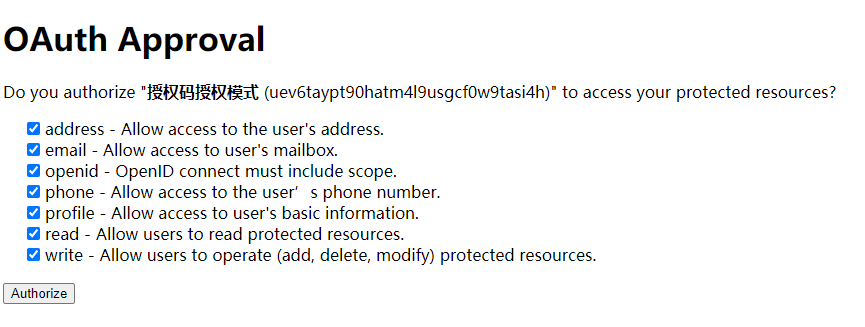 OAuth Approval
Do you authorize "授权码授权模式 (uev6taypt90hatm4l9usgcf0w9tasi4h)" to access your protected resources?
address - Allow access to the user's address.
email - Allow access to user's mailbox.
openid - OpenID connect must include scope.
phone - Allow access to the user’s phone number.
profile - Allow access to user's basic information.
read - Allow users to read protected resources.
write - Allow users to operate (add, delete, modify) protected resources.
Authorize